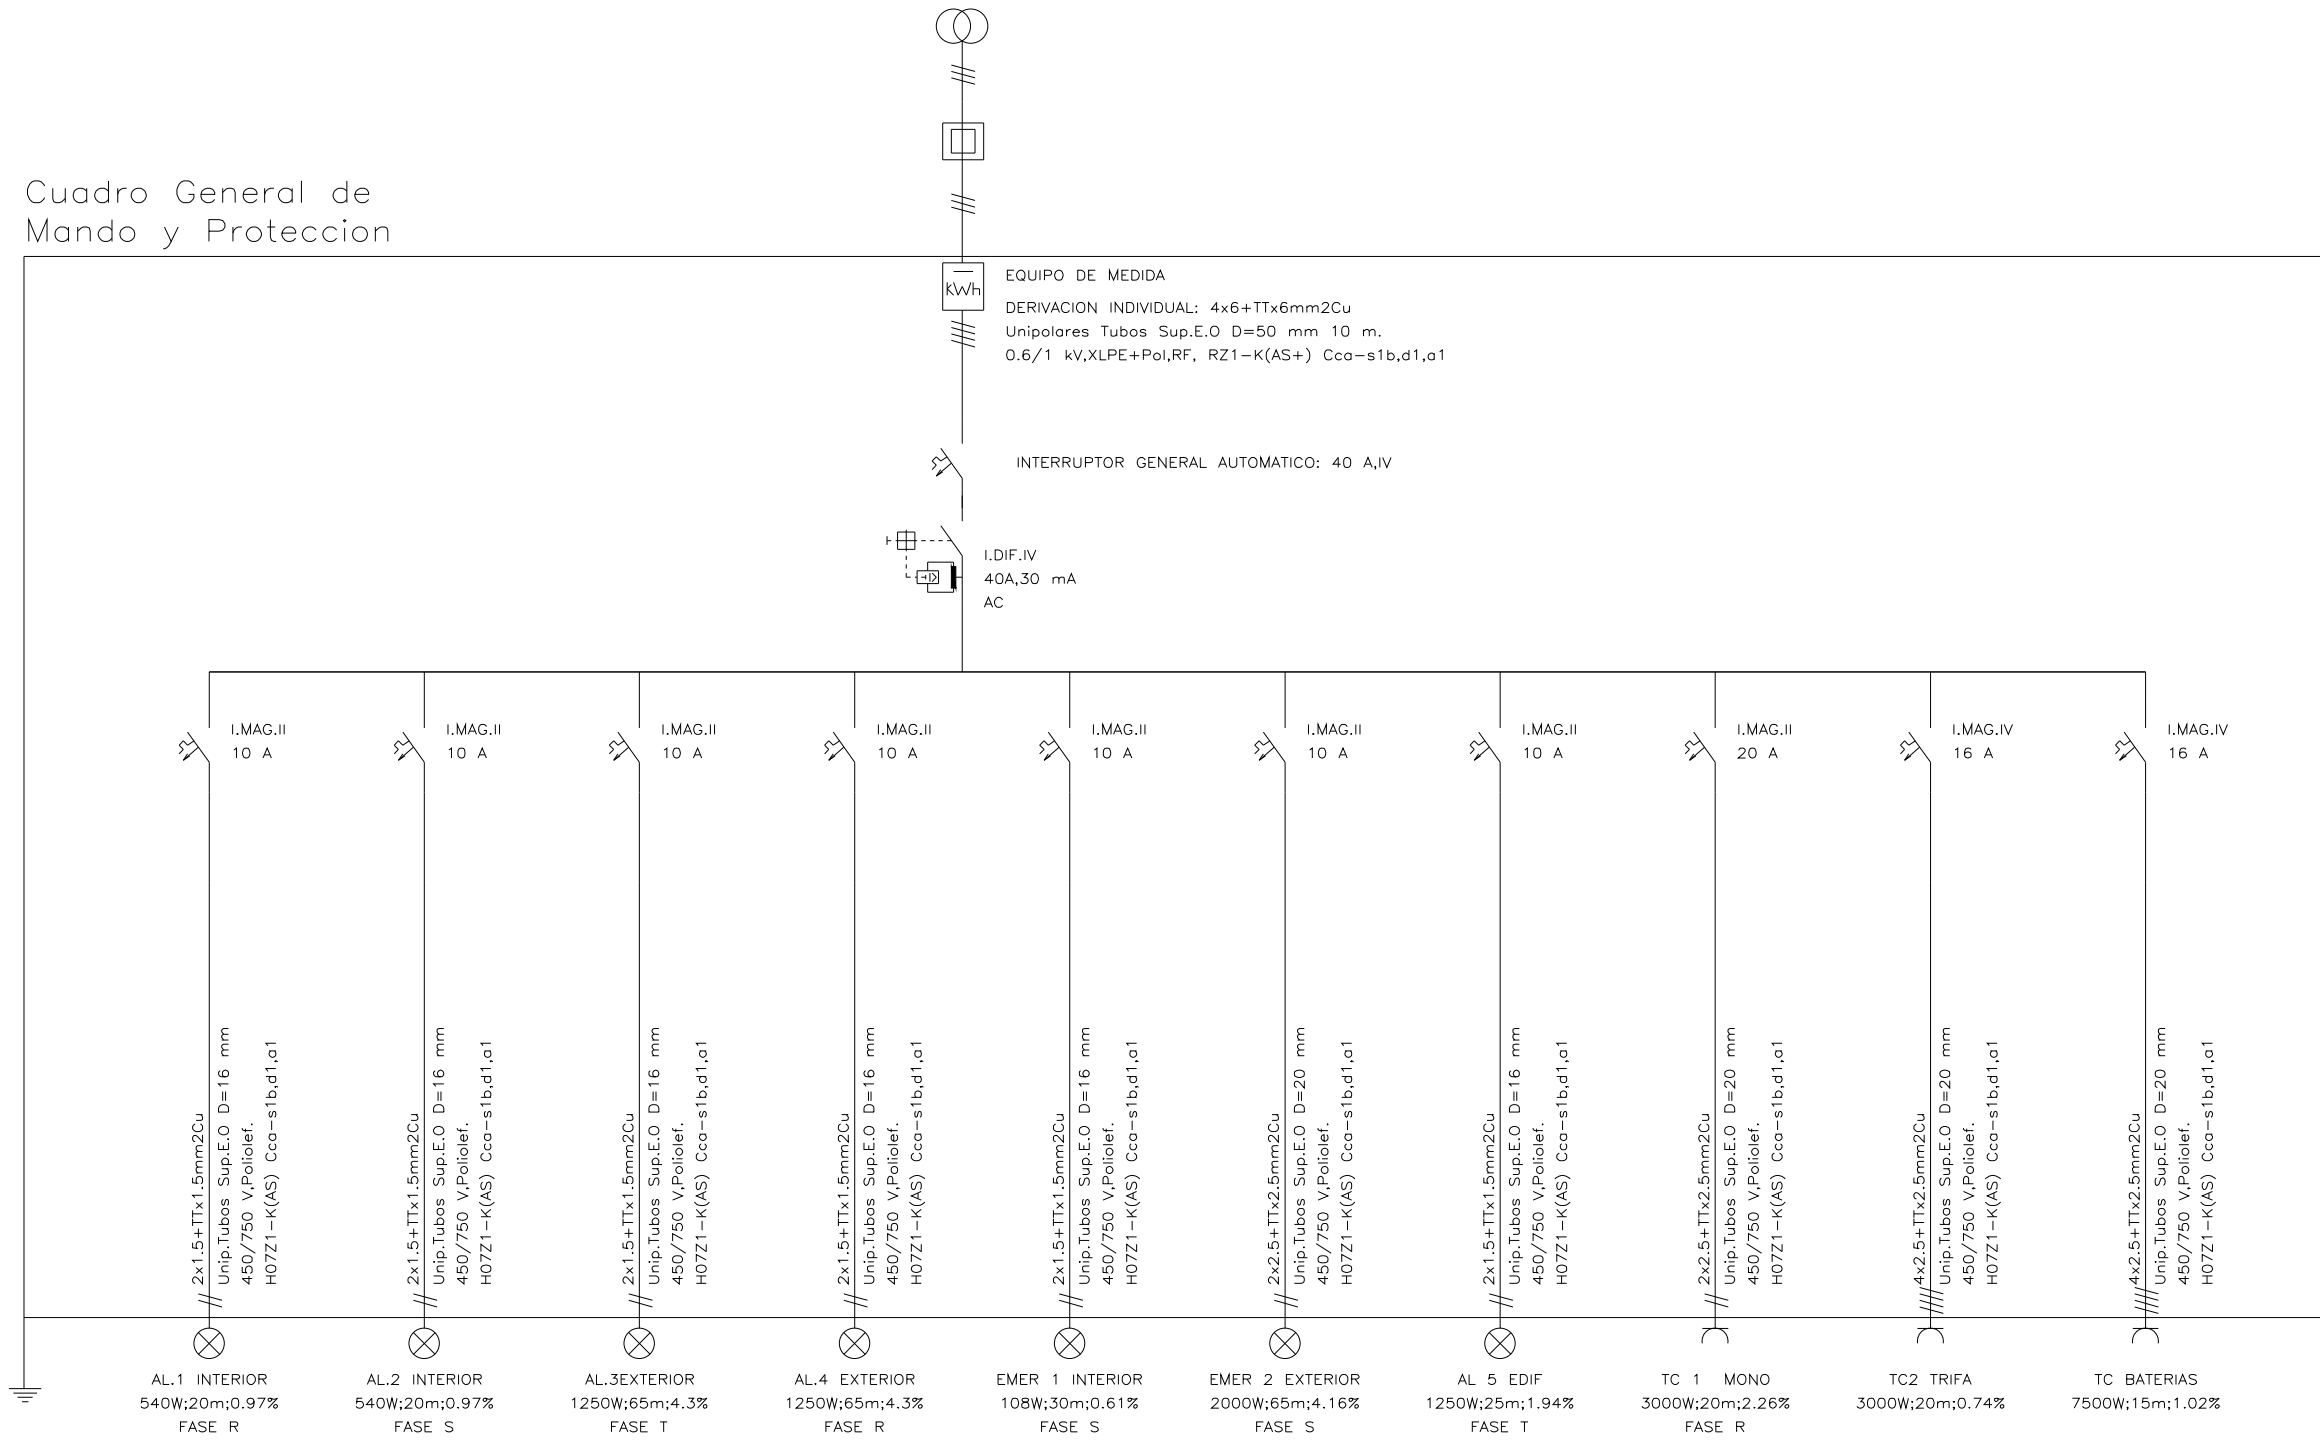 Cuadro General de
Mando y Proteccion
kWh
EQUIPO DE MEDIDA
DERIVACION INDIVIDUAL: 4x6+TTx6mm2Cu
Unipolares Tubos Sup.E.O D=50 mm 10 m.
0.6/1 kV,XLPE+Pol,RF, RZ1-K(AS+) Cca-s1b,d1,a1
INTERRUPTOR GENERAL AUTOMATICO: 40 A,IV
I.DIF.IV
40A,30 mA
AC
I.MAG.II
10 A
I.MAG.II
10 A
I.MAG.II
10 A
I.MAG.II
10 A
I.MAG.II
10 A
I.MAG.II
10 A
I.MAG.II
10 A
I.MAG.II
20 A
I.MAG.IV
16 A
I.MAG.IV
16 A
2x1.5+TTx1.5mm2Cu
Unip.Tubos Sup.E.O D=16 mm
450/750 V,Poliolef.
H07Z1-K(AS) Cca-s1b,d1,a1
2x1.5+TTx1.5mm2Cu
Unip.Tubos Sup.E.O D=16 mm
450/750 V,Poliolef.
H07Z1-K(AS) Cca-s1b,d1,a1
2x1.5+TTx1.5mm2Cu
Unip.Tubos Sup.E.O D=16 mm
450/750 V,Poliolef.
H07Z1-K(AS) Cca-s1b,d1,a1
2x1.5+TTx1.5mm2Cu
Unip.Tubos Sup.E.O D=16 mm
450/750 V,Poliolef.
H07Z1-K(AS) Cca-s1b,d1,a1
2x1.5+TTx1.5mm2Cu
Unip.Tubos Sup.E.O D=16 mm
450/750 V,Poliolef.
H07Z1-K(AS) Cca-s1b,d1,a1
2x2.5+TTx2.5mm2Cu
Unip.Tubos Sup.E.O D=20 mm
450/750 V,Poliolef.
H07Z1-K(AS) Cca-s1b,d1,a1
2x1.5+TTx1.5mm2Cu
Unip.Tubos Sup.E.O D=16 mm
450/750 V,Poliolef.
H07Z1-K(AS) Cca-s1b,d1,a1
2x2.5+TTx2.5mm2Cu
Unip.Tubos Sup.E.O D=20 mm
450/750 V,Poliolef.
H07Z1-K(AS) Cca-s1b,d1,a1
4x2.5+TTx2.5mm2Cu
Unip.Tubos Sup.E.O D=20 mm
450/750 V,Poliolef.
H07Z1-K(AS) Cca-s1b,d1,a1
4x2.5+TTx2.5mm2Cu
Unip.Tubos Sup.E.O D=20 mm
450/750 V,Poliolef.
H07Z1-K(AS) Cca-s1b,d1,a1
AL.1 INTERIOR
540W;20m;0.97%
FASE R
AL.2 INTERIOR
540W;20m;0.97%
FASE S
AL.3EXTERIOR
1250W;65m;4.3%
FASE T
AL.4 EXTERIOR
1250W;65m;4.3%
FASE R
EMER 1 INTERIOR
108W;30m;0.61%
FASE S
EMER 2 EXTERIOR
2000W;65m;4.16%
FASE S
AL 5 EDIF
1250W;25m;1.94%
FASE T
TC 1 MONO
3000W;20m;2.26%
FASE R
TC2 TRIFA
3000W;20m;0.74%
TC BATERIAS
7500W;15m;1.02%